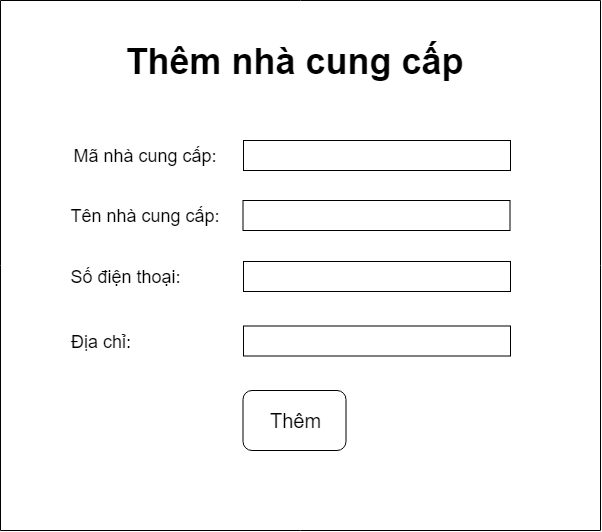 Thêm nhà cung cấp
Mã nhà cung cấp:
Tên nhà cung cấp:
Số điện thoại:
Địa chỉ:
Thêm